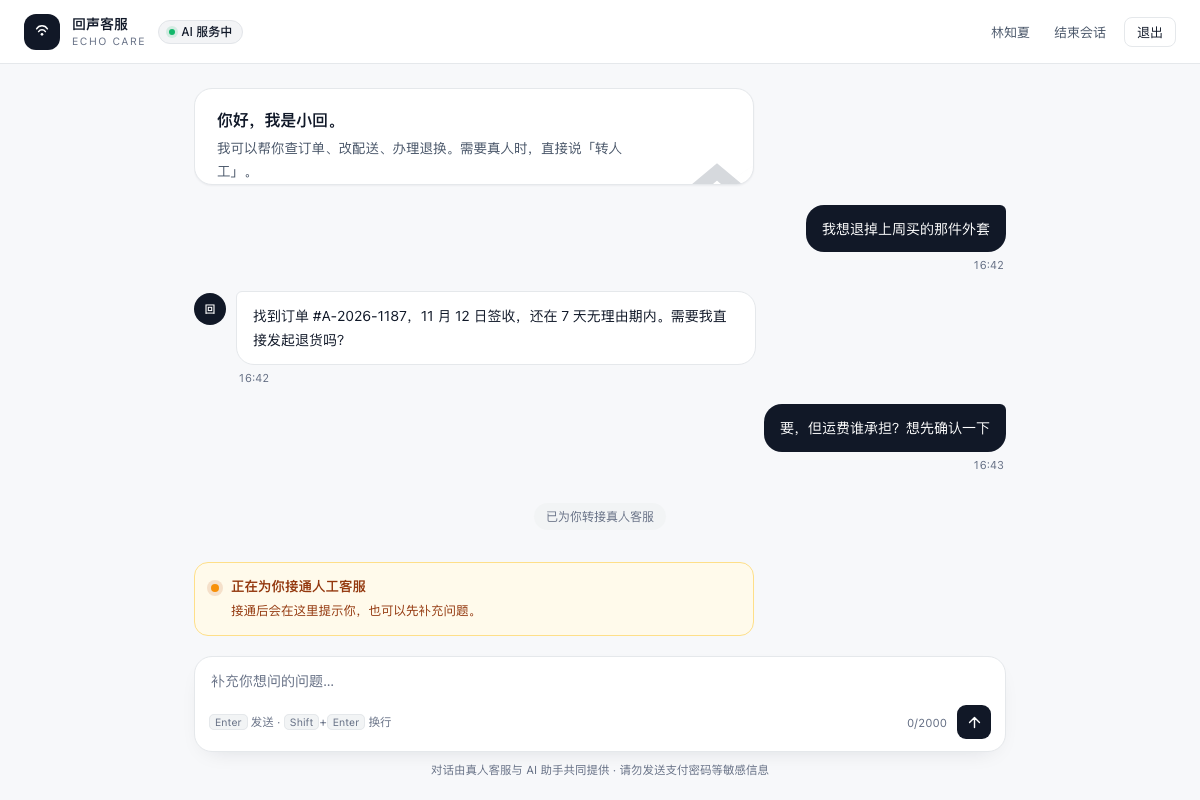 回声客服
ECHO CARE
AI 服务中
林知夏
结束会话
退出
你好，我是小回。
我可以帮你查订单、改配送、办理退换。需要真人时，直接说「转人
工」。
我想退掉上周买的那件外套
16:42
回
找到订单 #A-2026-1187，11 月 12 日签收，还在 7 天无理由期内。需要我直
接发起退货吗？
16:42
要，但运费谁承担？想先确认一下
16:43
已为你转接真人客服
正在为你接通人工客服
接通后会在这里提示你，也可以先补充问题。
补充你想问的问题…
Enter 发送 · Shift+Enter 换行
0/2000
对话由真人客服与 AI 助手共同提供 · 请勿发送支付密码等敏感信息